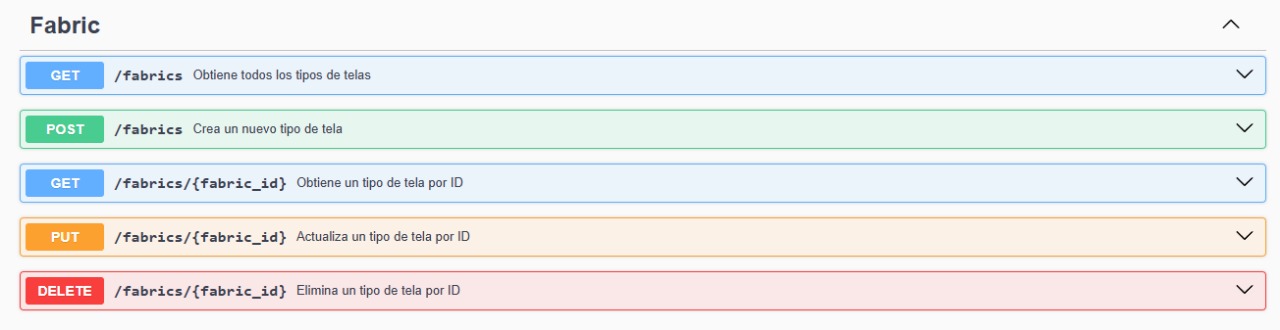 Fabric
GET /fabrics Obtiene todos los tipos de telas
POST /fabrics Crea un nuevo tipo de tela
GET /fabrics/{fabric_id} Obtiene un tipo de tela por ID
PUT /fabrics/{fabric_id} Actualiza un tipo de tela por ID
DELETE /fabrics/{fabric_id} Elimina un tipo de tela por ID